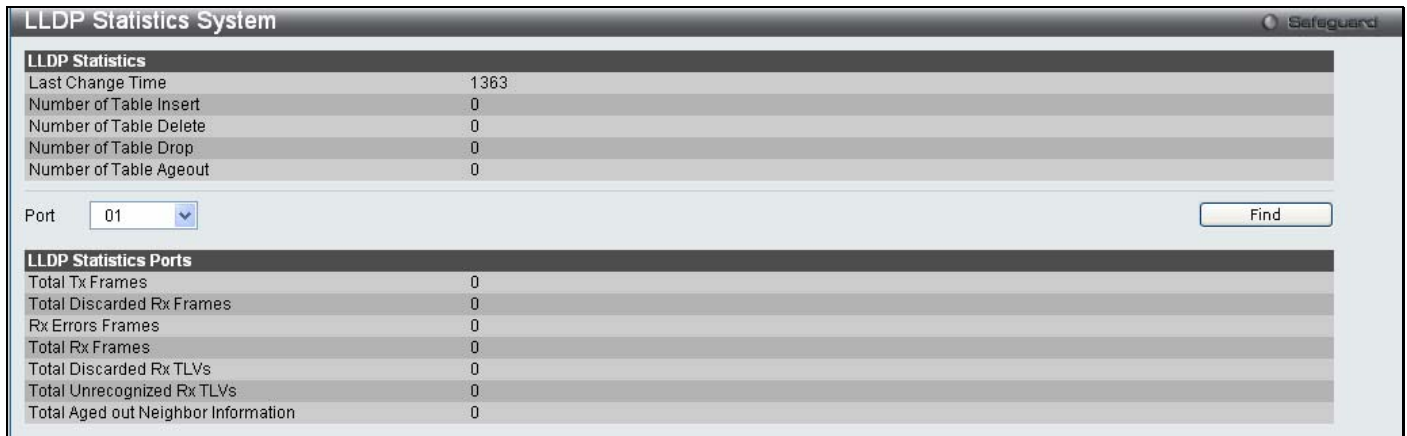 LLDP Statistics System
Safeguard
LLDP Statistics
Last Change Time 1363
Number of Table Insert 0
Number of Table Delete 0
Number of Table Drop 0
Number of Table Ageout 0
Port 01 Find
LLDP Statistics Ports
Total Tx Frames 0
Total Discarded Rx Frames 0
Rx Errors Frames 0
Total Rx Frames 0
Total Discarded Rx TLVs 0
Total Unrecognized Rx TLVs 0
Total Aged out Neighbor Information 0